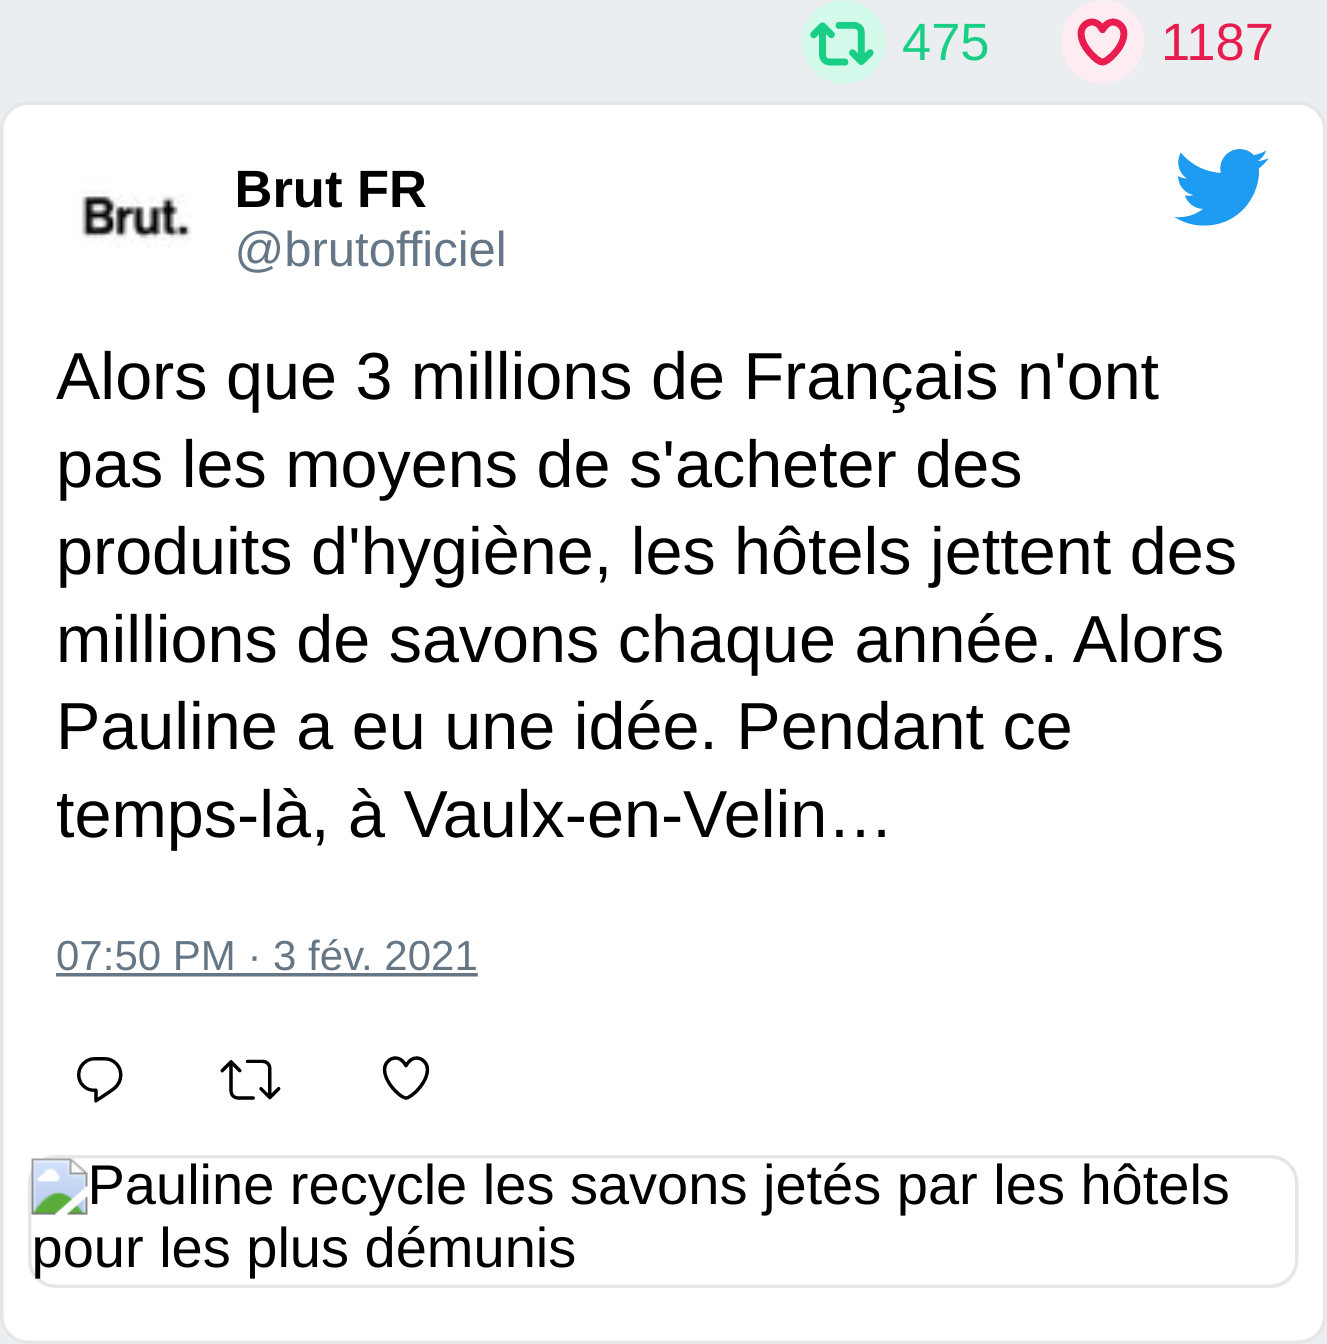 475 1187
Brut. Brut FR
@brutofficiel
Alors que 3 millions de Français n'ont
pas les moyens de s'acheter des
produits d'hygiène, les hôtels jettent des
millions de savons chaque année. Alors
Pauline a eu une idée. Pendant ce
temps-là, à Vaulx-en-Velin…
07:50 PM · 3 fév. 2021
Pauline recycle les savons jetés par les hôtels
pour les plus démunis